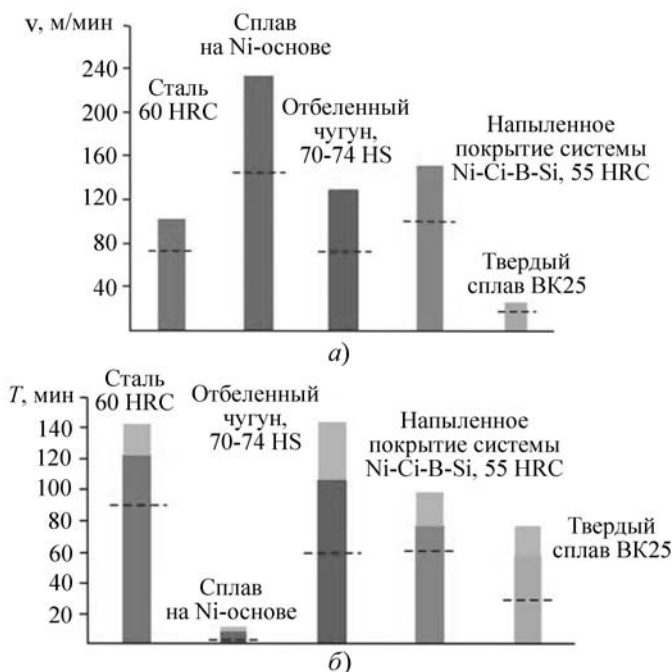 v, м/мин
240
200
160
120
80
40
Сталь
60 HRC
Сплав
на Ni-основе
Отбеленный
чугун,
70-74 HS
Напыленное
покрытие системы
Ni-Ci-B-Si, 55 HRC
Твердый
сплав ВК25
а)
T, мин
140
120
100
80
60
40
20
Сталь
60 HRC
Сплав
на Ni-основе
Отбеленный
чугун,
70-74 HS
Напыленное
покрытие системы
Ni-Ci-B-Si, 55 HRC
Твердый
сплав ВК25
б)